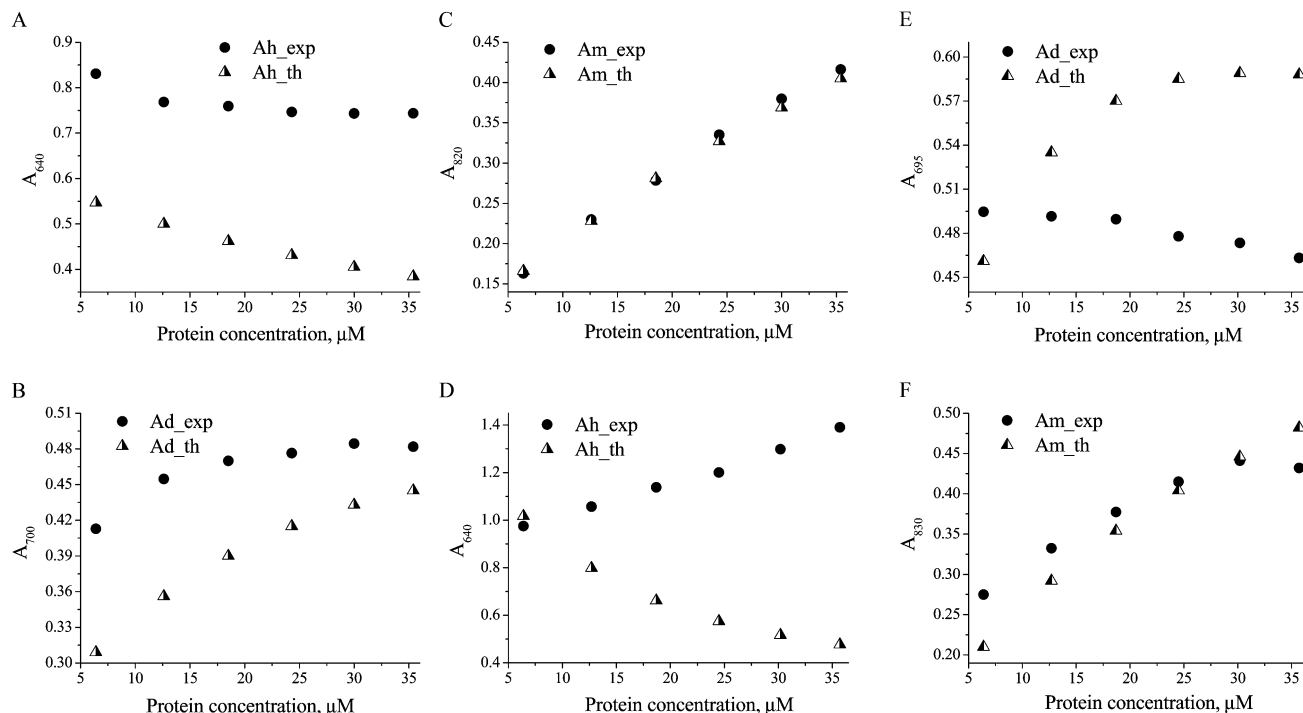 A
Ah_exp
Ah_th
0.9
0.8
0.7
0.6
0.5
0.4
A640
5 10 15 20 25 30 35
Protein concentration, μM
C
Am_exp
Am_th
0.45
0.40
0.35
0.30
0.25
0.20
0.15
A820
5 10 15 20 25 30 35
Protein concentration, μM
E
Ad_exp
Ad_th
0.60
0.57
0.54
0.51
0.48
0.45
A695
5 10 15 20 25 30 35
Protein concentration, μM
B
Ad_exp
Ad_th
0.51
0.48
0.45
0.42
0.39
0.36
0.33
0.30
A700
5 10 15 20 25 30 35
Protein concentration, μM
D
Ah_exp
Ah_th
1.4
1.2
1.0
0.8
0.6
0.4
A640
5 10 15 20 25 30 35
Protein concentration, μM
F
Am_exp
Am_th
0.50
0.45
0.40
0.35
0.30
0.25
0.20
A830
5 10 15 20 25 30 35
Protein concentration, μM